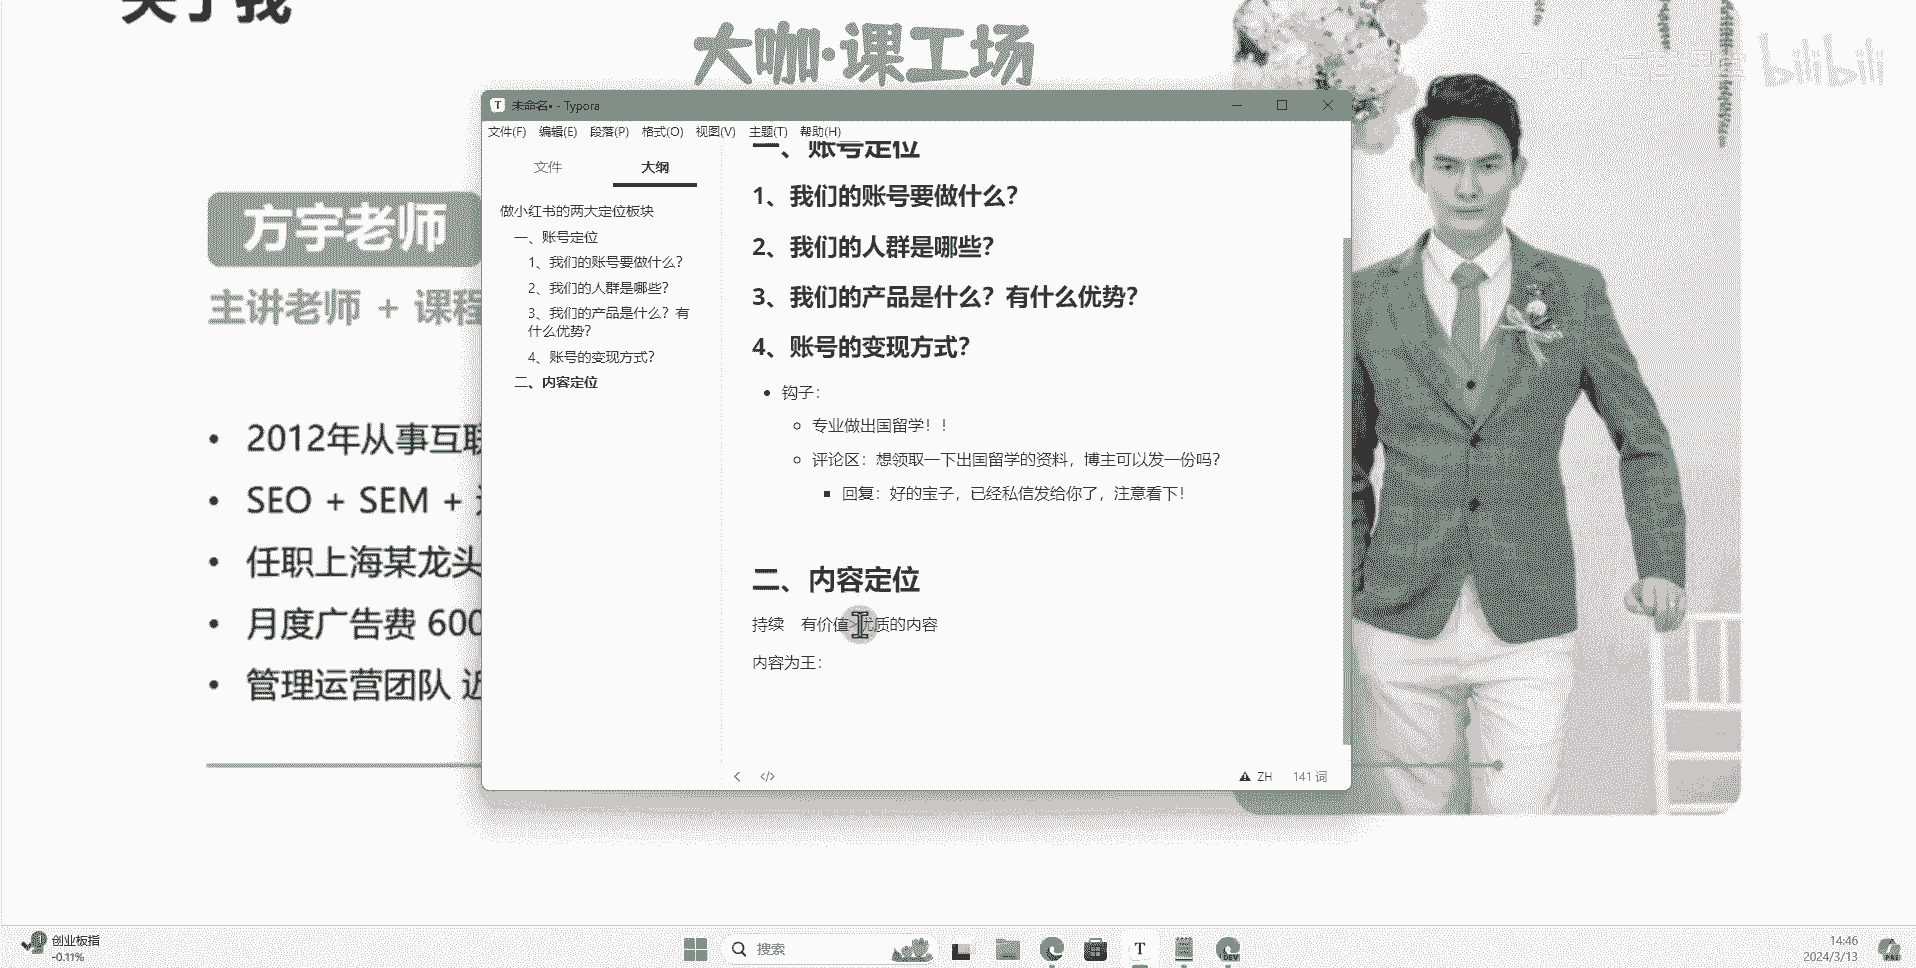 关于我
大咖·课工场
bilibili
方宇老师
主讲老师 + 课程
2012年从事互联
SEO + SEM +
任职上海某龙头
月度广告费 600
管理运营团队 近
未命名• - Typora
文件(F) 编辑(E) 段落(P) 格式(O) 视图(V) 主题(T) 帮助(H)
文件 大纲
做小红书的两大定位板块
一、账号定位
1、我们的账号要做什么？
2、我们的人群是哪些？
3、我们的产品是什么？有
什么优势？
4、账号的变现方式？
二、内容定位
一、账号定位
1、我们的账号要做什么？
2、我们的人群是哪些？
3、我们的产品是什么？有什么优势？
4、账号的变现方式？
钩子：
专业做出国留学！！
评论区：想领取一下出国留学的资料，博主可以发一份吗？
回复：好的宝子，已经私信发给你了，注意看下！
二、内容定位
持续 有价值>优质的内容
内容为王：
</> ZH 141 词
创业板指
-0.11%
搜索
T
DEV
14:46
2024/3/13
PRE